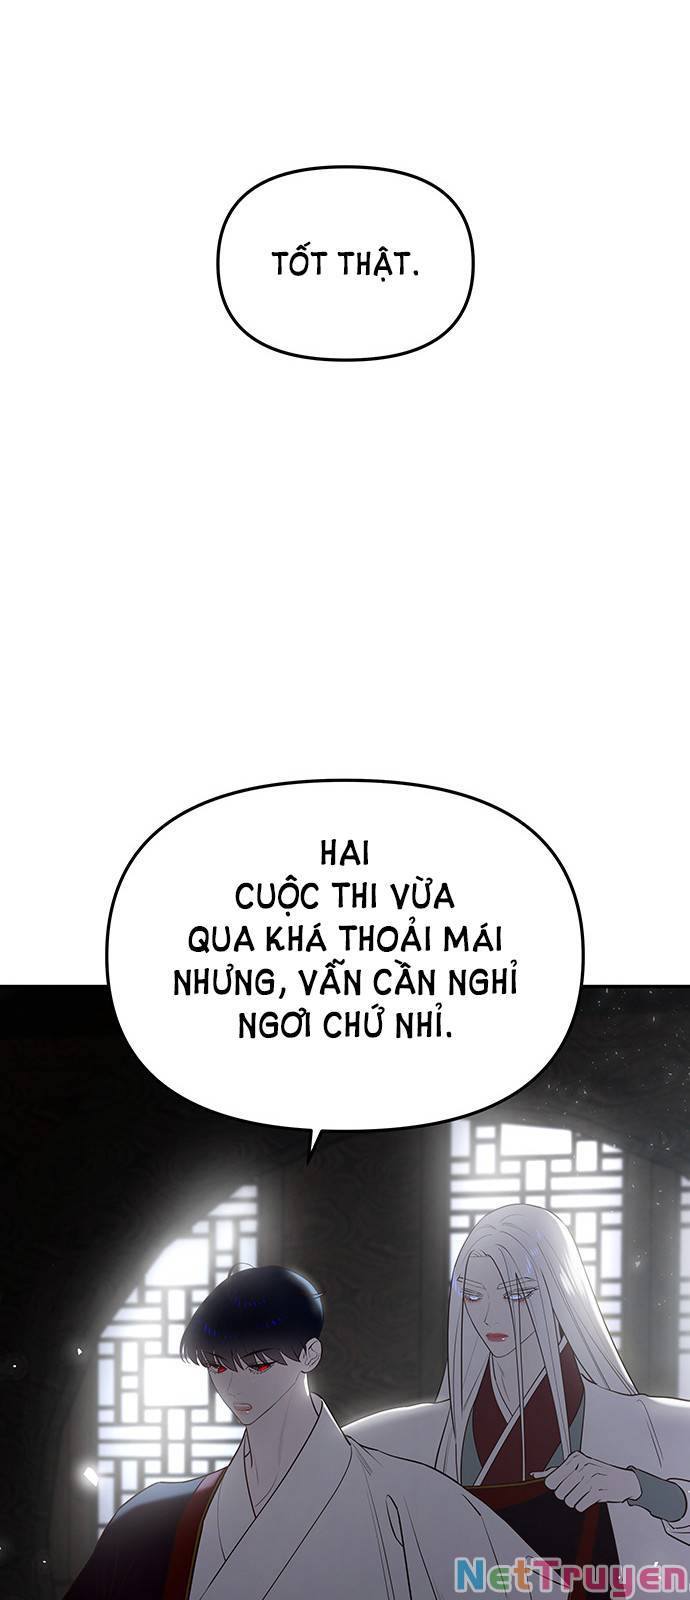 TỐT THẬT.
HAI
CUỘC THI VỪA
QUA KHÁ THOẢI MÁI
NHƯNG, VẪN CẦN NGHỈ
NGƠI CHỨ NHỈ.
NetTruyen